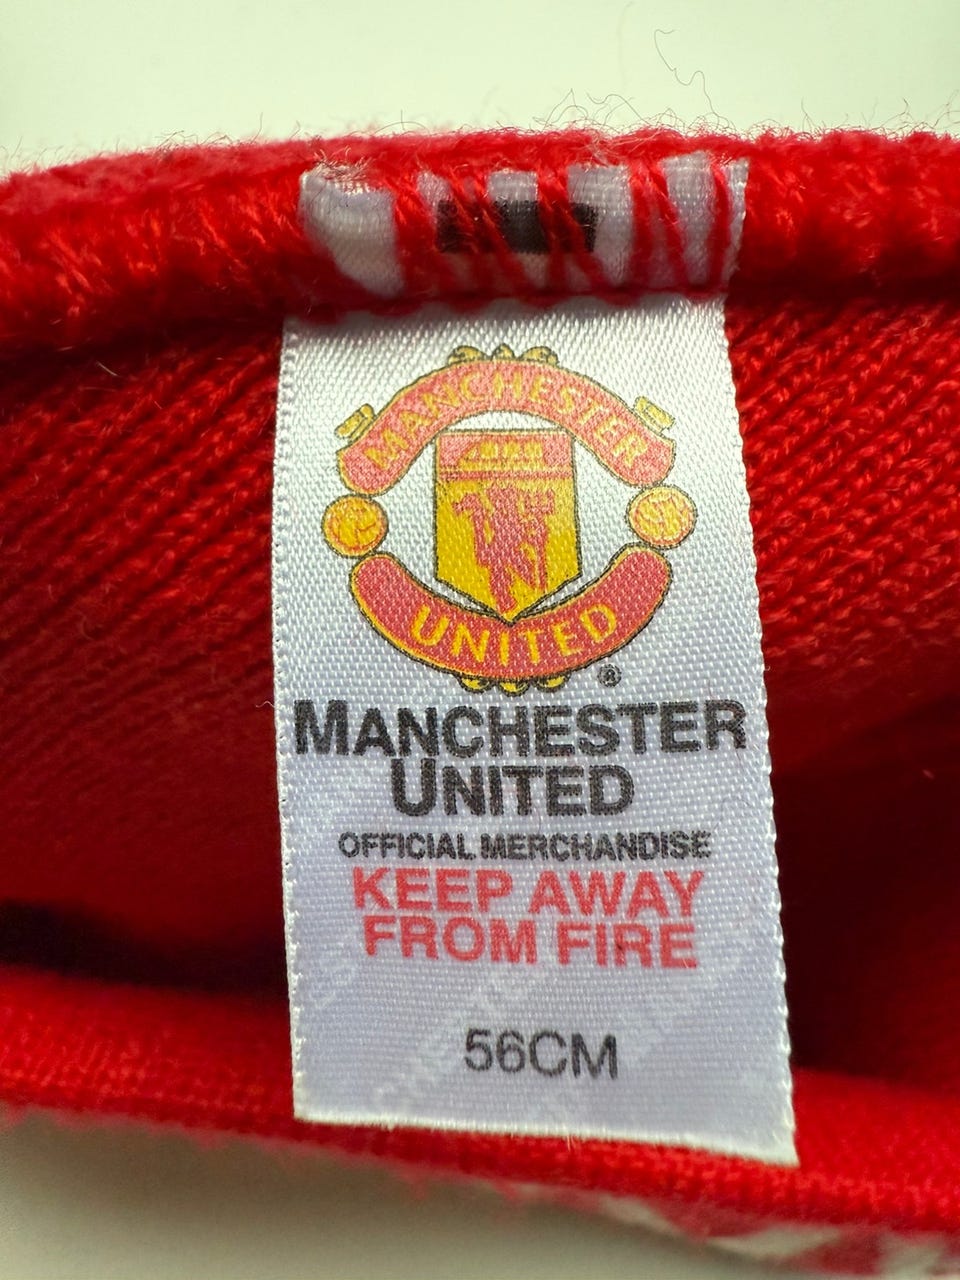 MANCHESTER
UNITED
®
MANCHESTER
UNITED
OFFICIAL MERCHANDISE
KEEP AWAY
FROM FIRE
56CM